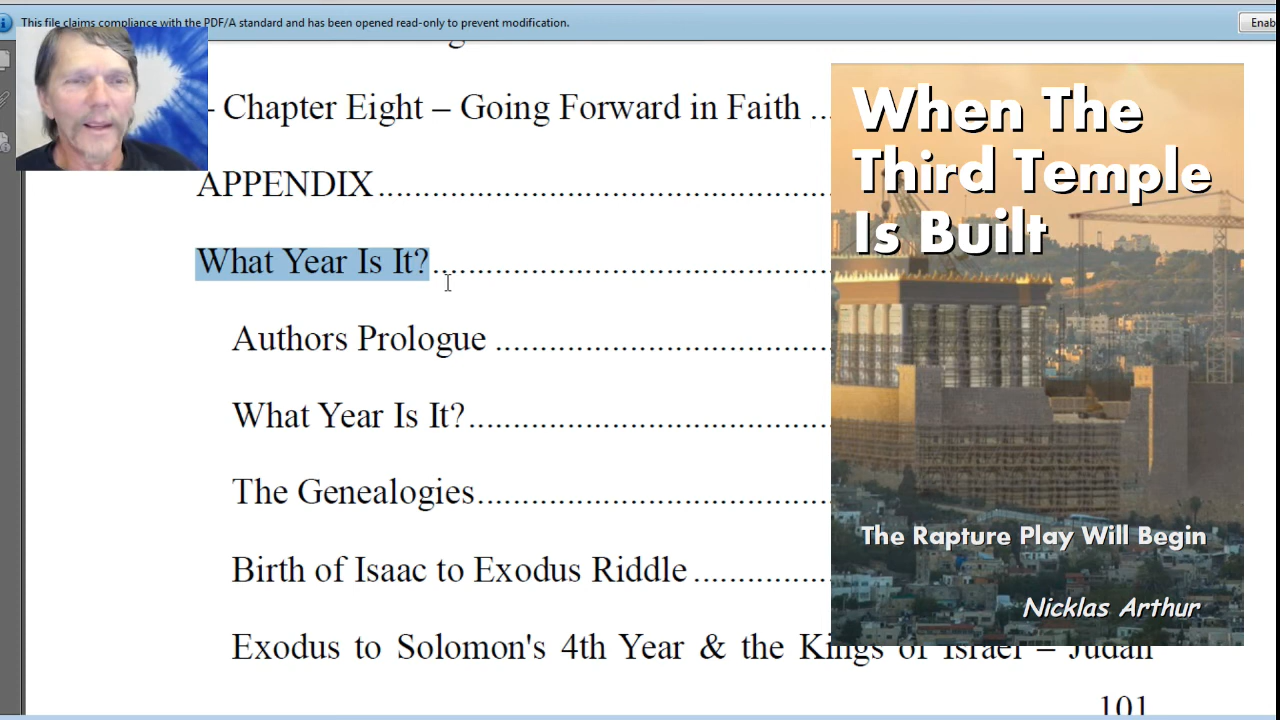 This file claims compliance with the PDF/A standard and has been opened read-only to prevent modification.
Enab
– Chapter Eight – Going Forward in Faith ...
APPENDIX..................................................
What Year Is It? ............................................
Authors Prologue .....................................
What Year Is It?........................................
The Genealogies.......................................
Birth of Isaac to Exodus Riddle ...............
Exodus to Solomon's 4th Year & the Kings of Israel – Judah
101
When The
Third Temple
Is Built
The Rapture Play Will Begin
Nicklas Arthur